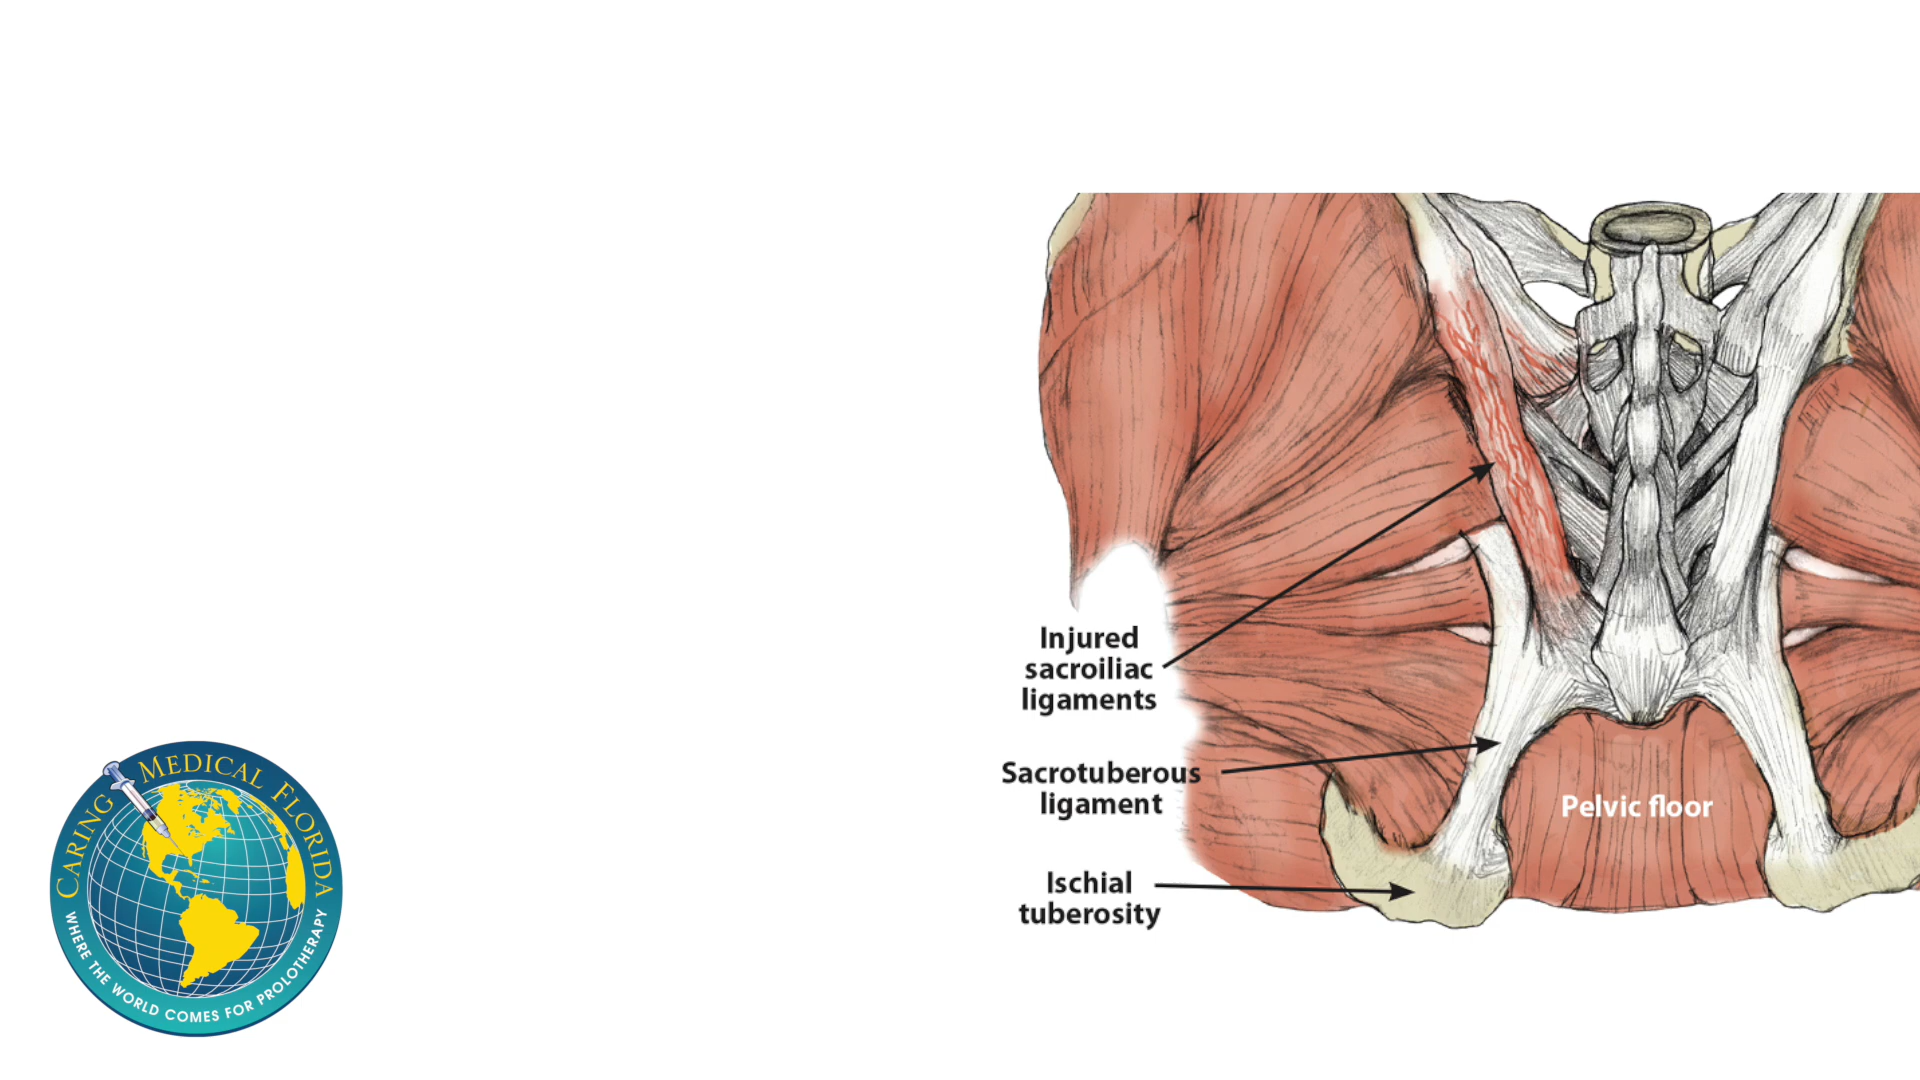 Injured
sacroiliac
ligaments
Sacrotuberous
ligament
Pelvic floor
Ischial
tuberosity
CARING MEDICAL FLORIDA
WHERE THE WORLD COMES FOR PROLOTHERAPY